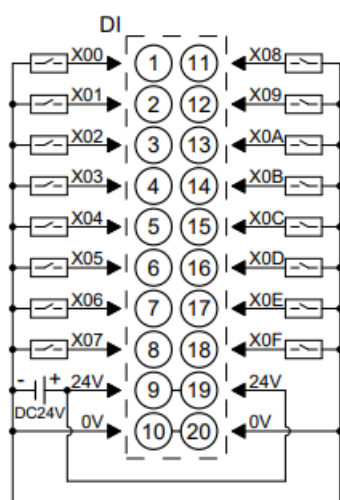 DI
X00 1 11 X08
X01 2 12 X09
X02 3 13 X0A
X03 4 14 X0B
X04 5 15 X0C
X05 6 16 X0D
X06 7 17 X0E
X07 8 18 X0F
- + 24V 9 19 24V
DC24V 0V 10 20 0V